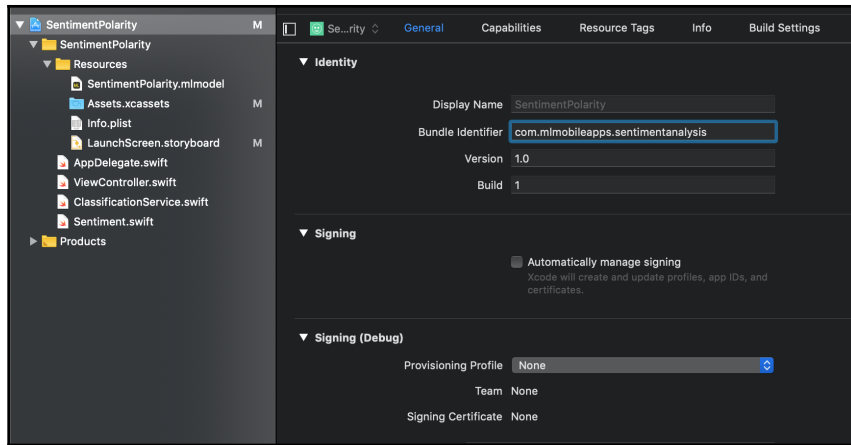 SentimentPolarity M
SentimentPolarity
Resources
SentimentPolarity.mlmodel
Assets.xcassets M
Info.plist
LaunchScreen.storyboard M
AppDelegate.swift
ViewController.swift
ClassificationService.swift
Sentiment.swift
Products
Se...rity General Capabilities Resource Tags Info Build Settings
Identity
Display Name SentimentPolarity
Bundle Identifier com.mlmobileapps.sentimentanalysis
Version 1.0
Build 1
Signing
Automatically manage signing
Xcode will create and update profiles, app IDs, and
certificates.
Signing (Debug)
Provisioning Profile None
Team None
Signing Certificate None